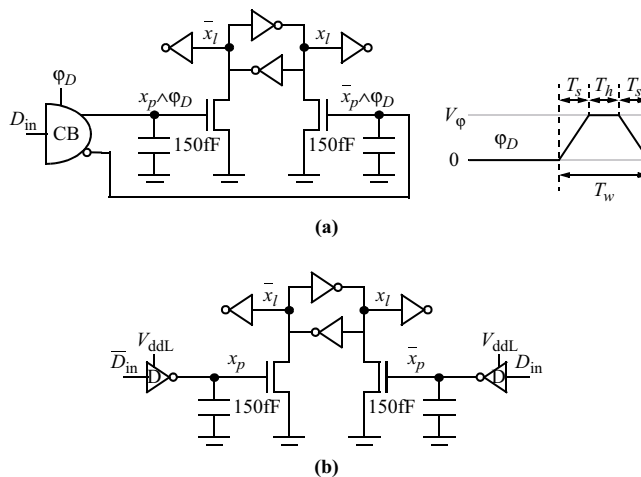 x̅l
xl
φD
xp∧φD
x̅p∧φD
Din
CB
150fF
150fF
Ts
Th
Ts
Vφ
0
φD
Tw
(a)
x̅l
xl
VddL
VddL
D̅in
D
xp
x̅p
D
Din
150fF
150fF
(b)